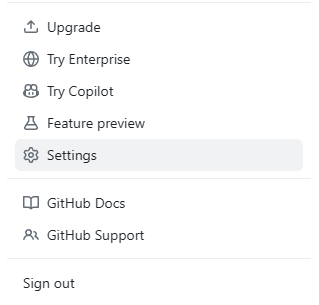 Upgrade
Try Enterprise
Try Copilot
Feature preview
Settings
GitHub Docs
GitHub Support
Sign out